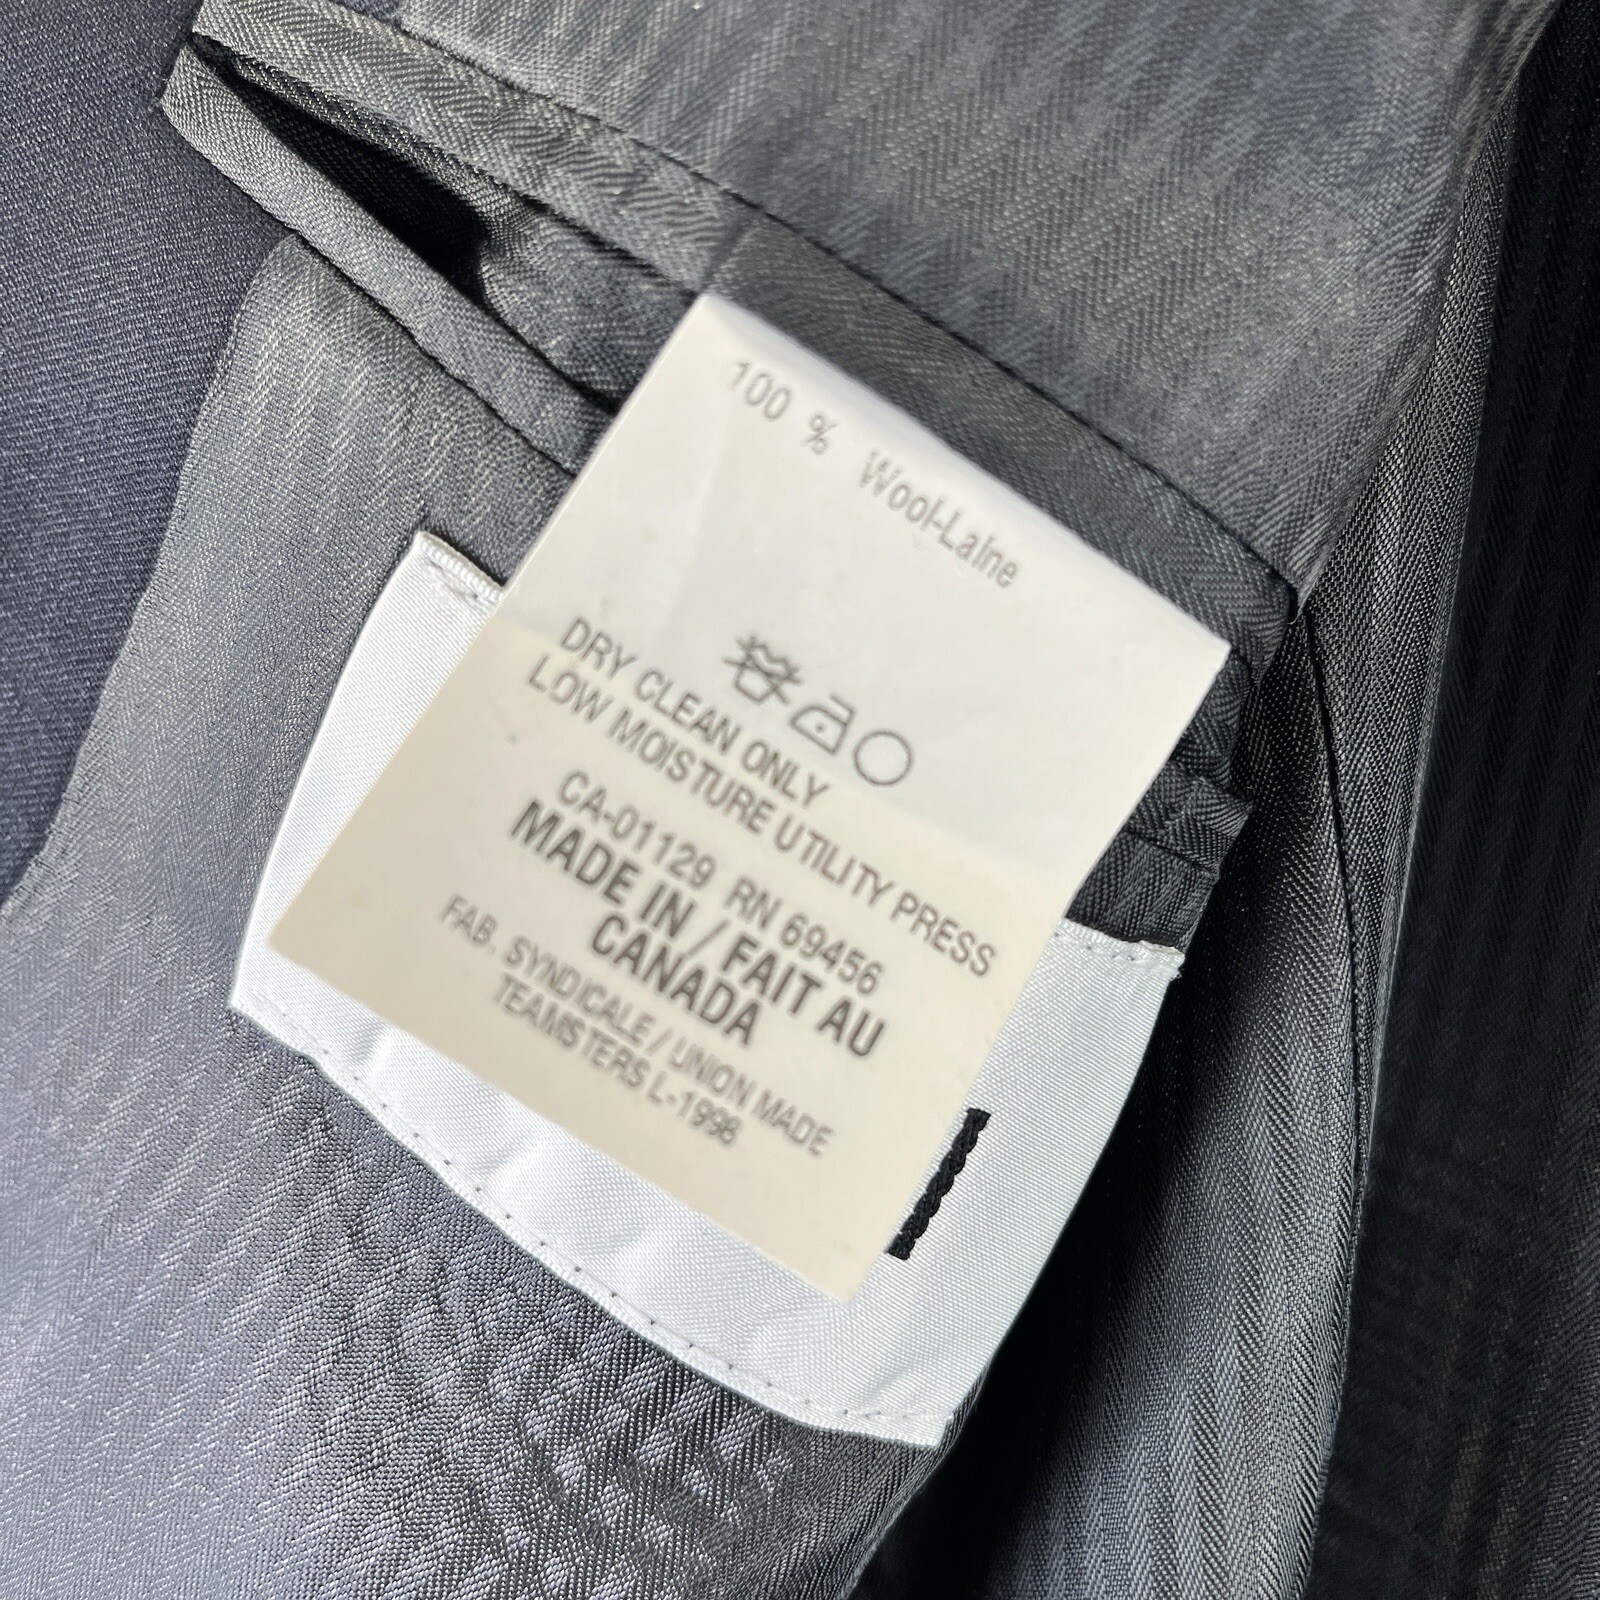 100 % Wool-Laine
DRY CLEAN ONLY
LOW MOISTURE UTILITY PRESS
CA-01129 RN 69456
MADE IN / FAIT AU
CANADA
FAB. SYNDICALE / UNION MADE
TEAMSTERS L-1998